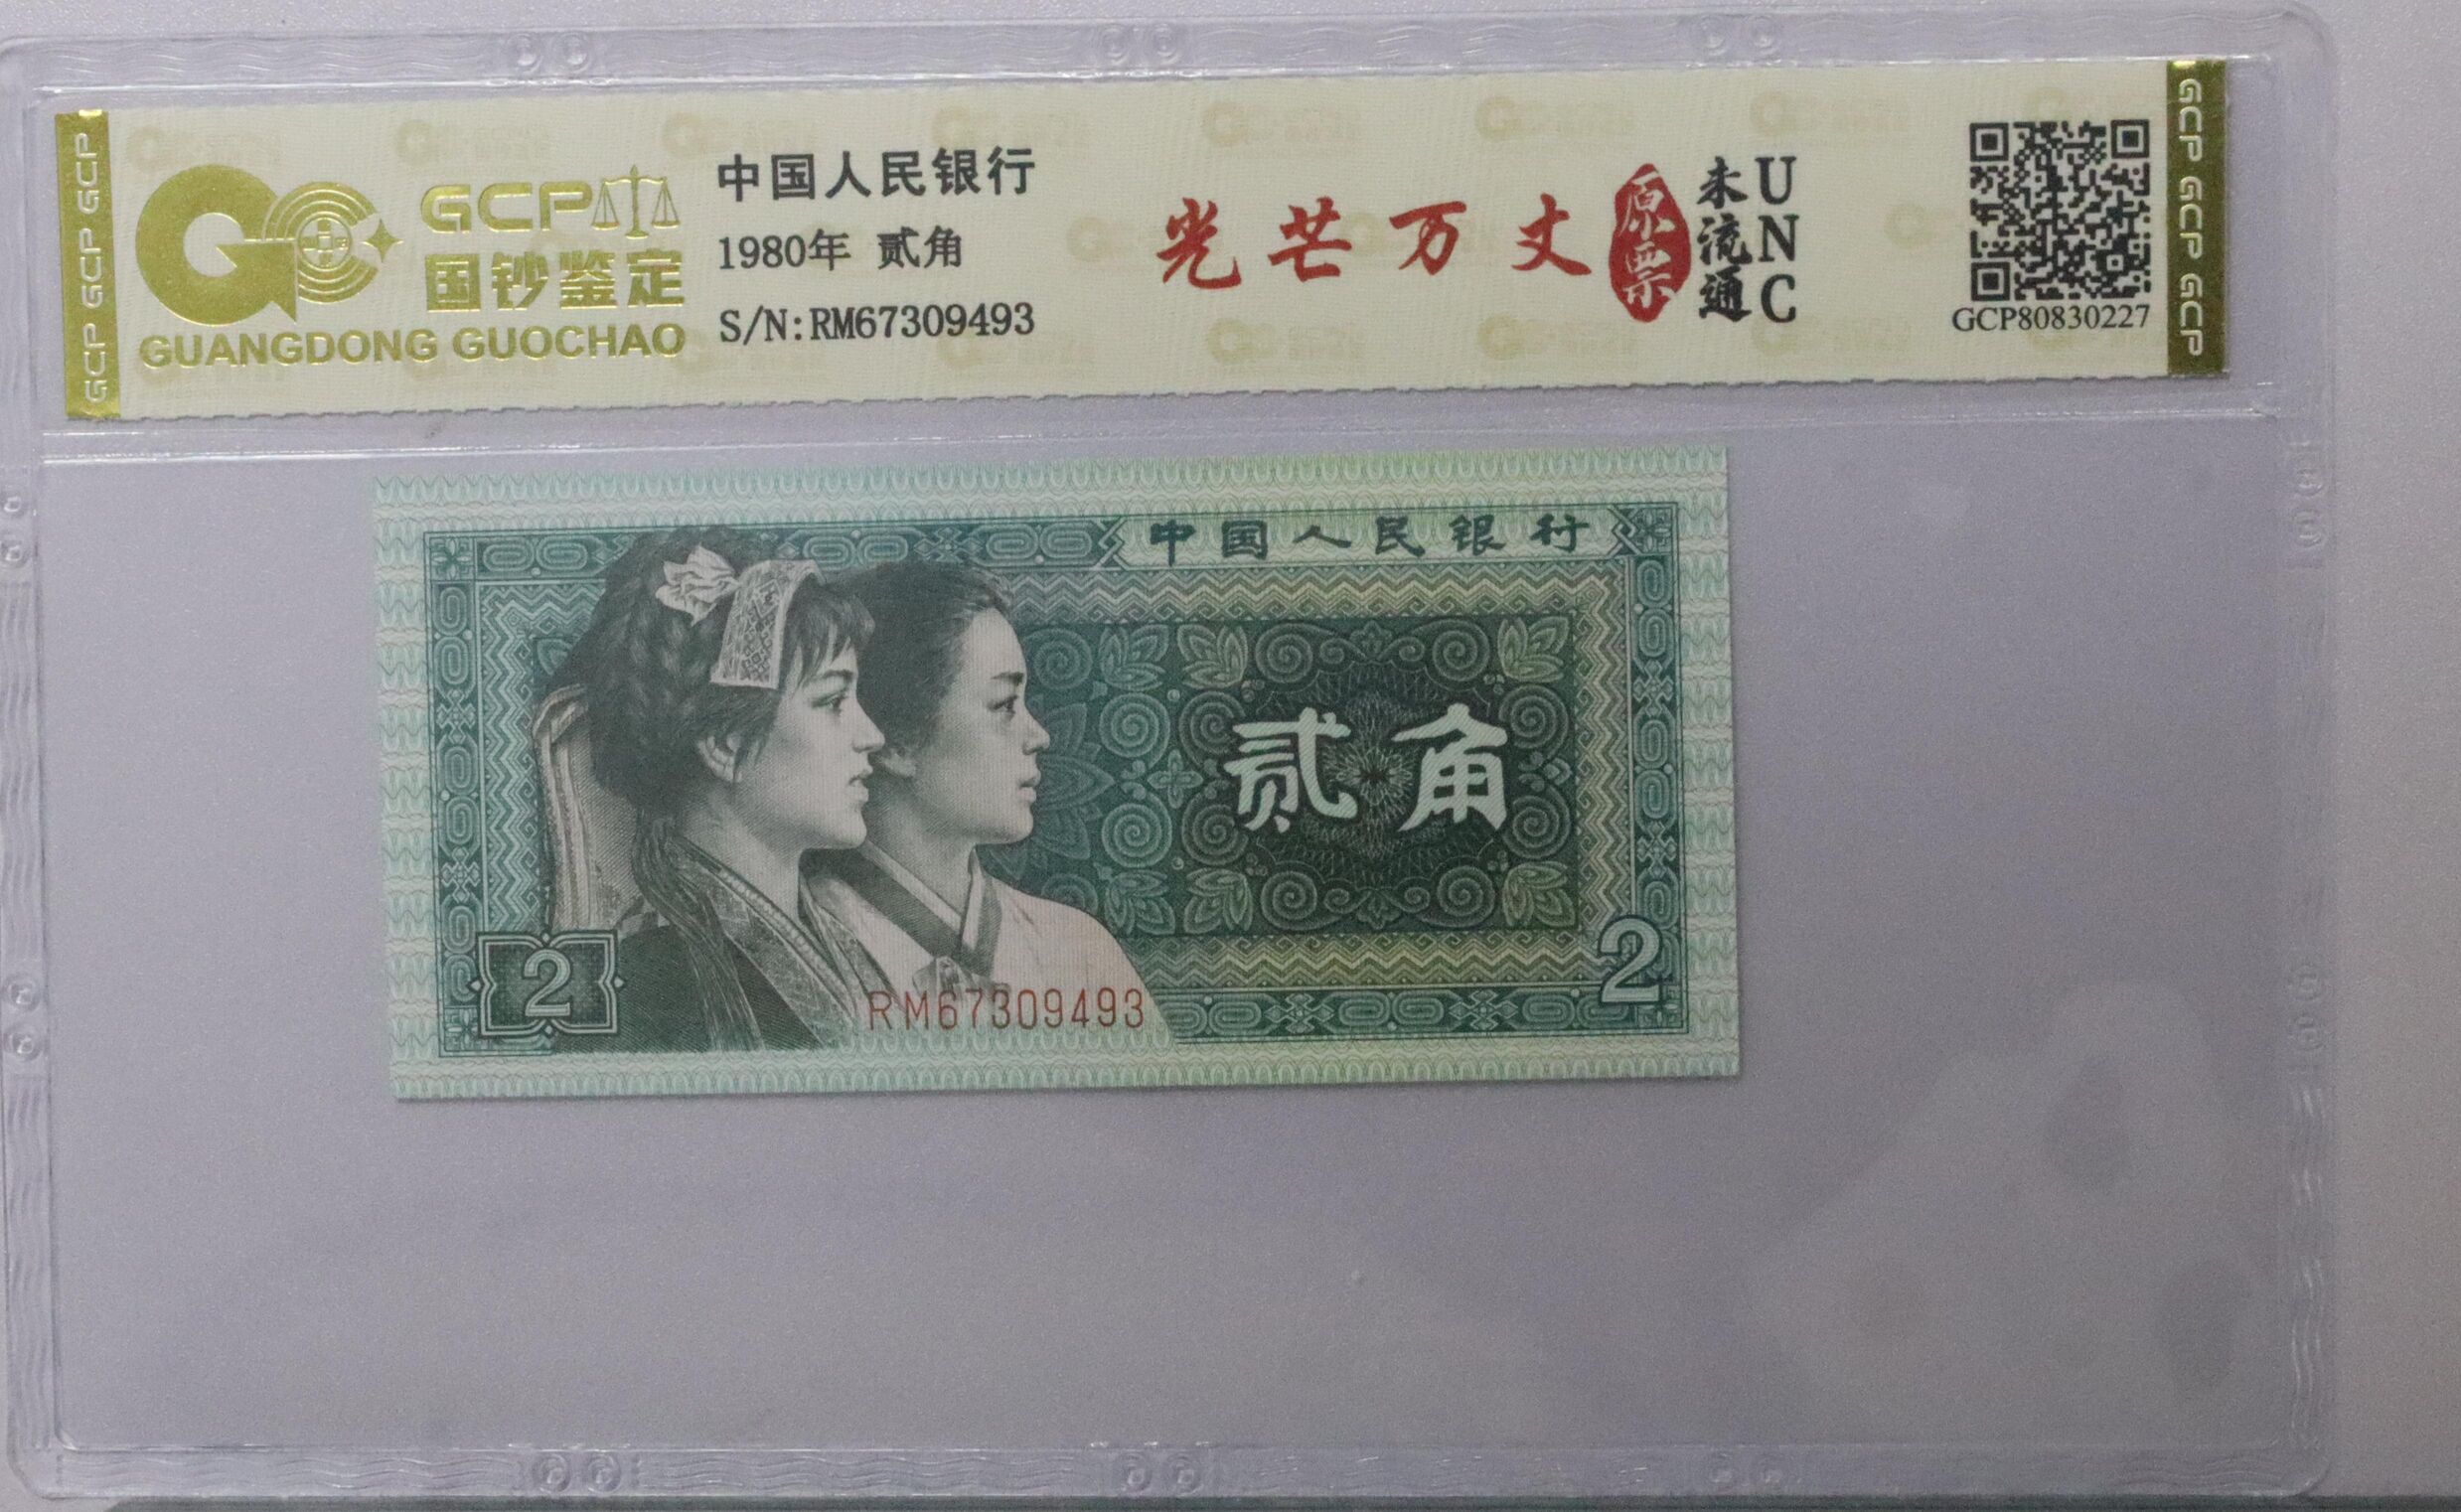 GCP GCP GCP
GCP
国钞鉴定
GUANGDONG GUOCHAO
中国人民银行
1980年 贰角
S/N:RM67309493
光芒万丈
原票
未流通
UNC
GCP80830227
GCP GCP GCP
中国人民银行
贰角
2
RM67309493
2